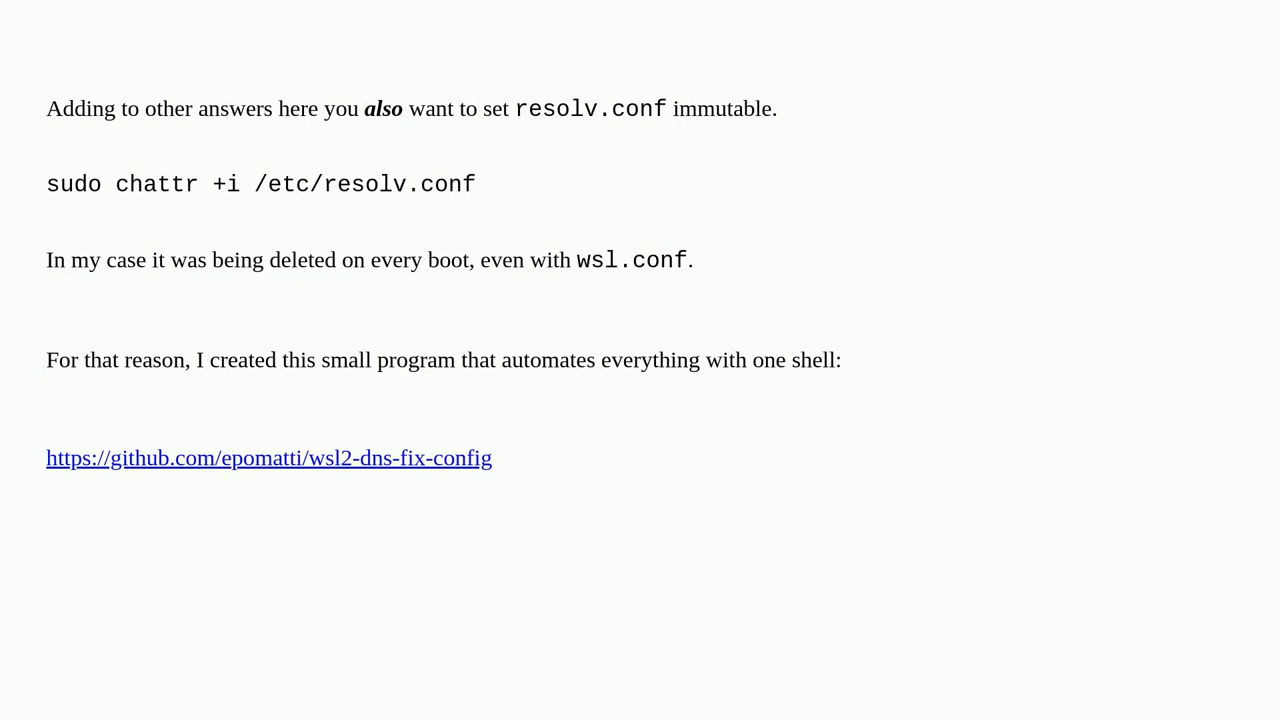 Adding to other answers here you also want to set resolv.conf immutable.
sudo chattr +i /etc/resolv.conf
In my case it was being deleted on every boot, even with wsl.conf.
For that reason, I created this small program that automates everything with one shell:
https://github.com/epomatti/wsl2-dns-fix-config